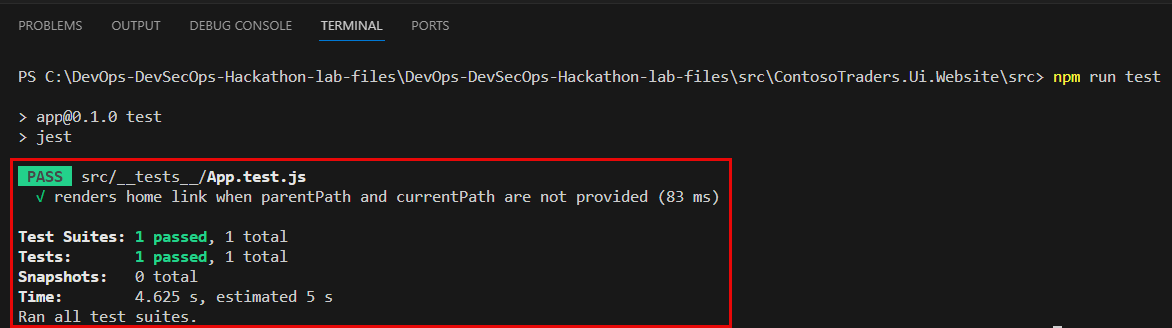 PROBLEMS OUTPUT DEBUG CONSOLE TERMINAL PORTS
PS C:\DevOps-DevSecOps-Hackathon-lab-files\DevOps-DevSecOps-Hackathon-lab-files\src\ContosoTraders.Ui.Website\src> npm run test
> app@0.1.0 test
> jest
PASS src/__tests__/App.test.js
√ renders home link when parentPath and currentPath are not provided (83 ms)
Test Suites: 1 passed, 1 total
Tests: 1 passed, 1 total
Snapshots: 0 total
Time: 4.625 s, estimated 5 s
Ran all test suites.